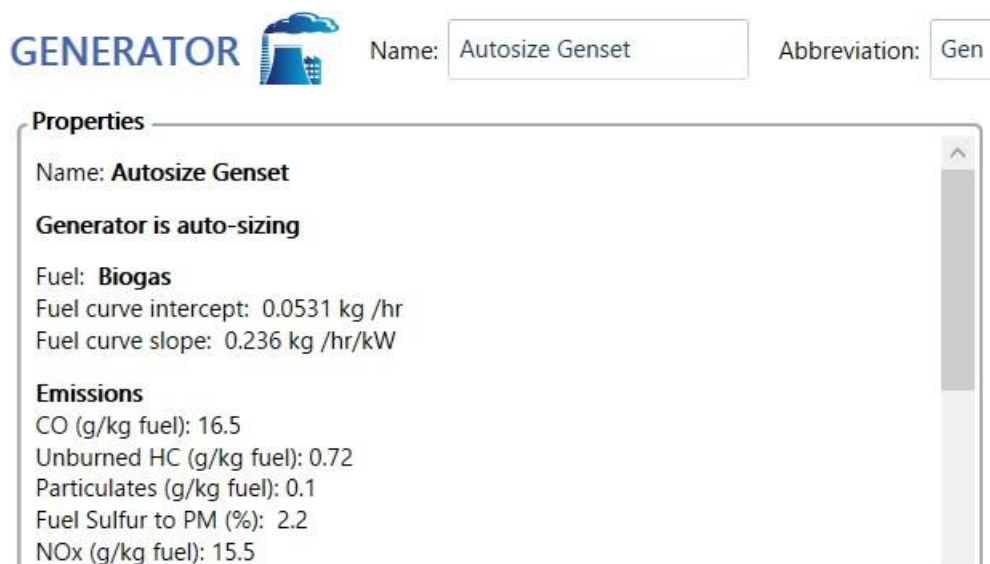 GENERATOR Name: Autosize Genset Abbreviation: Gen
Properties
Name: Autosize Genset
Generator is auto-sizing
Fuel: Biogas
Fuel curve intercept: 0.0531 kg /hr
Fuel curve slope: 0.236 kg /hr/kW
Emissions
CO (g/kg fuel): 16.5
Unburned HC (g/kg fuel): 0.72
Particulates (g/kg fuel): 0.1
Fuel Sulfur to PM (%): 2.2
NOx (g/kg fuel): 15.5